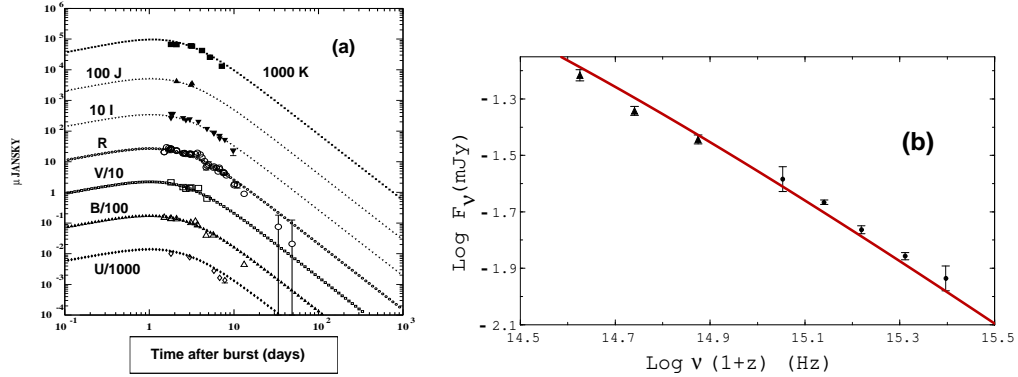 (a)
μ JANSKY
10^6
10^5
10^4
10^3
10^2
10
1
10^-1
10^-2
10^-3
10^-4
1000 K
100 J
10 I
R
V/10
B/100
U/1000
10^-1
1
10
10^2
10^3
Time after burst (days)
(b)
Log Fν(mJy)
-1.3
-1.5
-1.7
-1.9
-2.1
14.5
14.7
14.9
15.1
15.3
15.5
Log ν (1+z) (Hz)